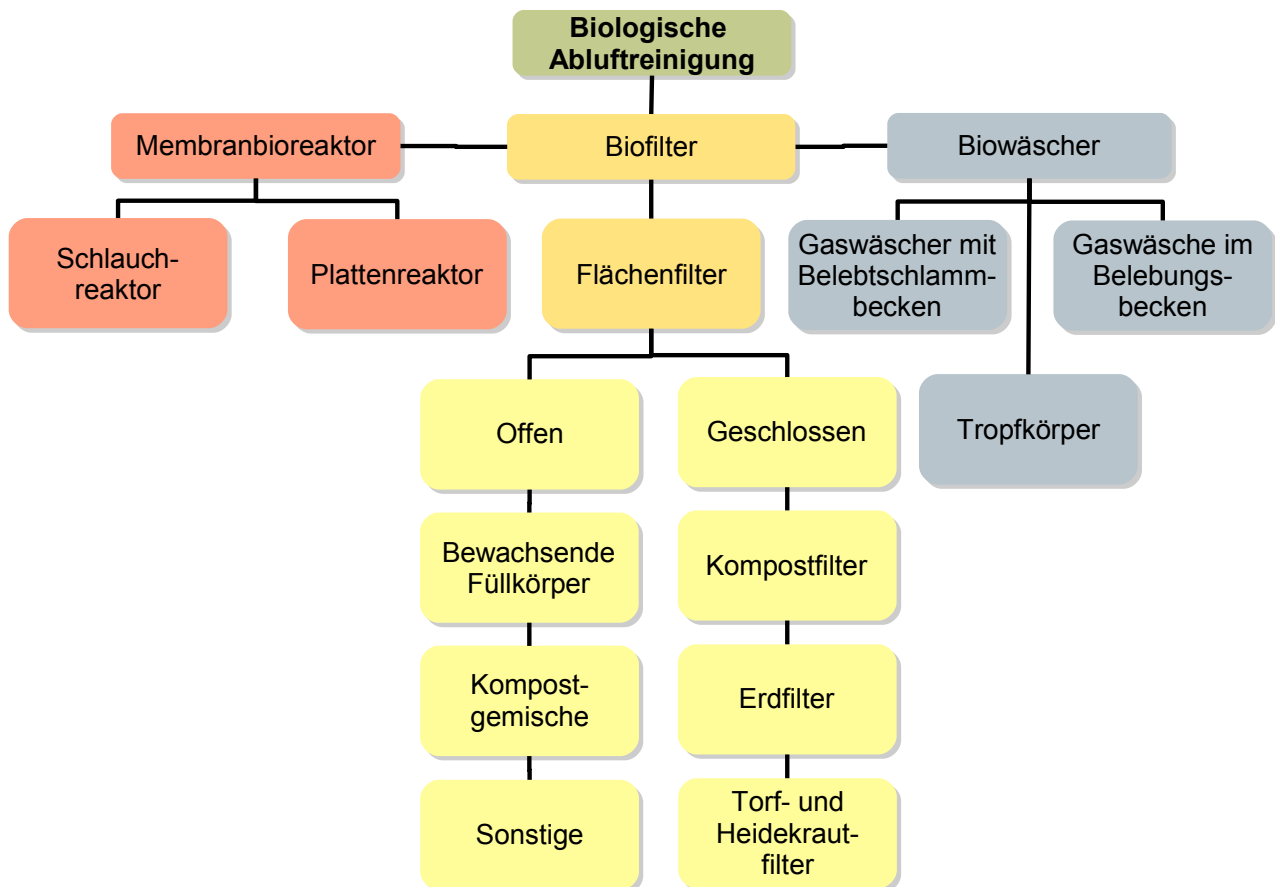 Biologische
Abluftreinigung
Membranbioreaktor
Biofilter
Biowäscher
Schlauch-
reaktor
Plattenreaktor
Flächenfilter
Gaswäscher mit
Belebtschlamm-
becken
Gaswäsche im
Belebungs-
becken
Offen
Geschlossen
Tropfkörper
Bewachsende
Füllkörper
Kompostfilter
Kompost-
gemische
Erdfilter
Sonstige
Torf- und
Heidekraut-
filter